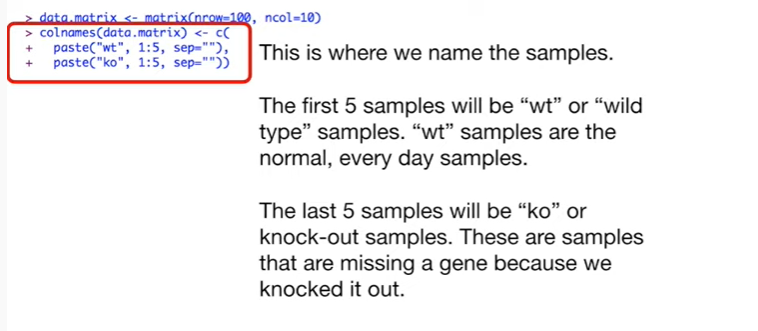 > data.matrix <- matrix(nrow=100, ncol=10)
> colnames(data.matrix) <- c(
+   paste("wt", 1:5, sep=""),
+   paste("ko", 1:5, sep=""))
This is where we name the samples.
The first 5 samples will be “wt” or “wild
type” samples. “wt” samples are the
normal, every day samples.
The last 5 samples will be “ko” or
knock-out samples. These are samples
that are missing a gene because we
knocked it out.